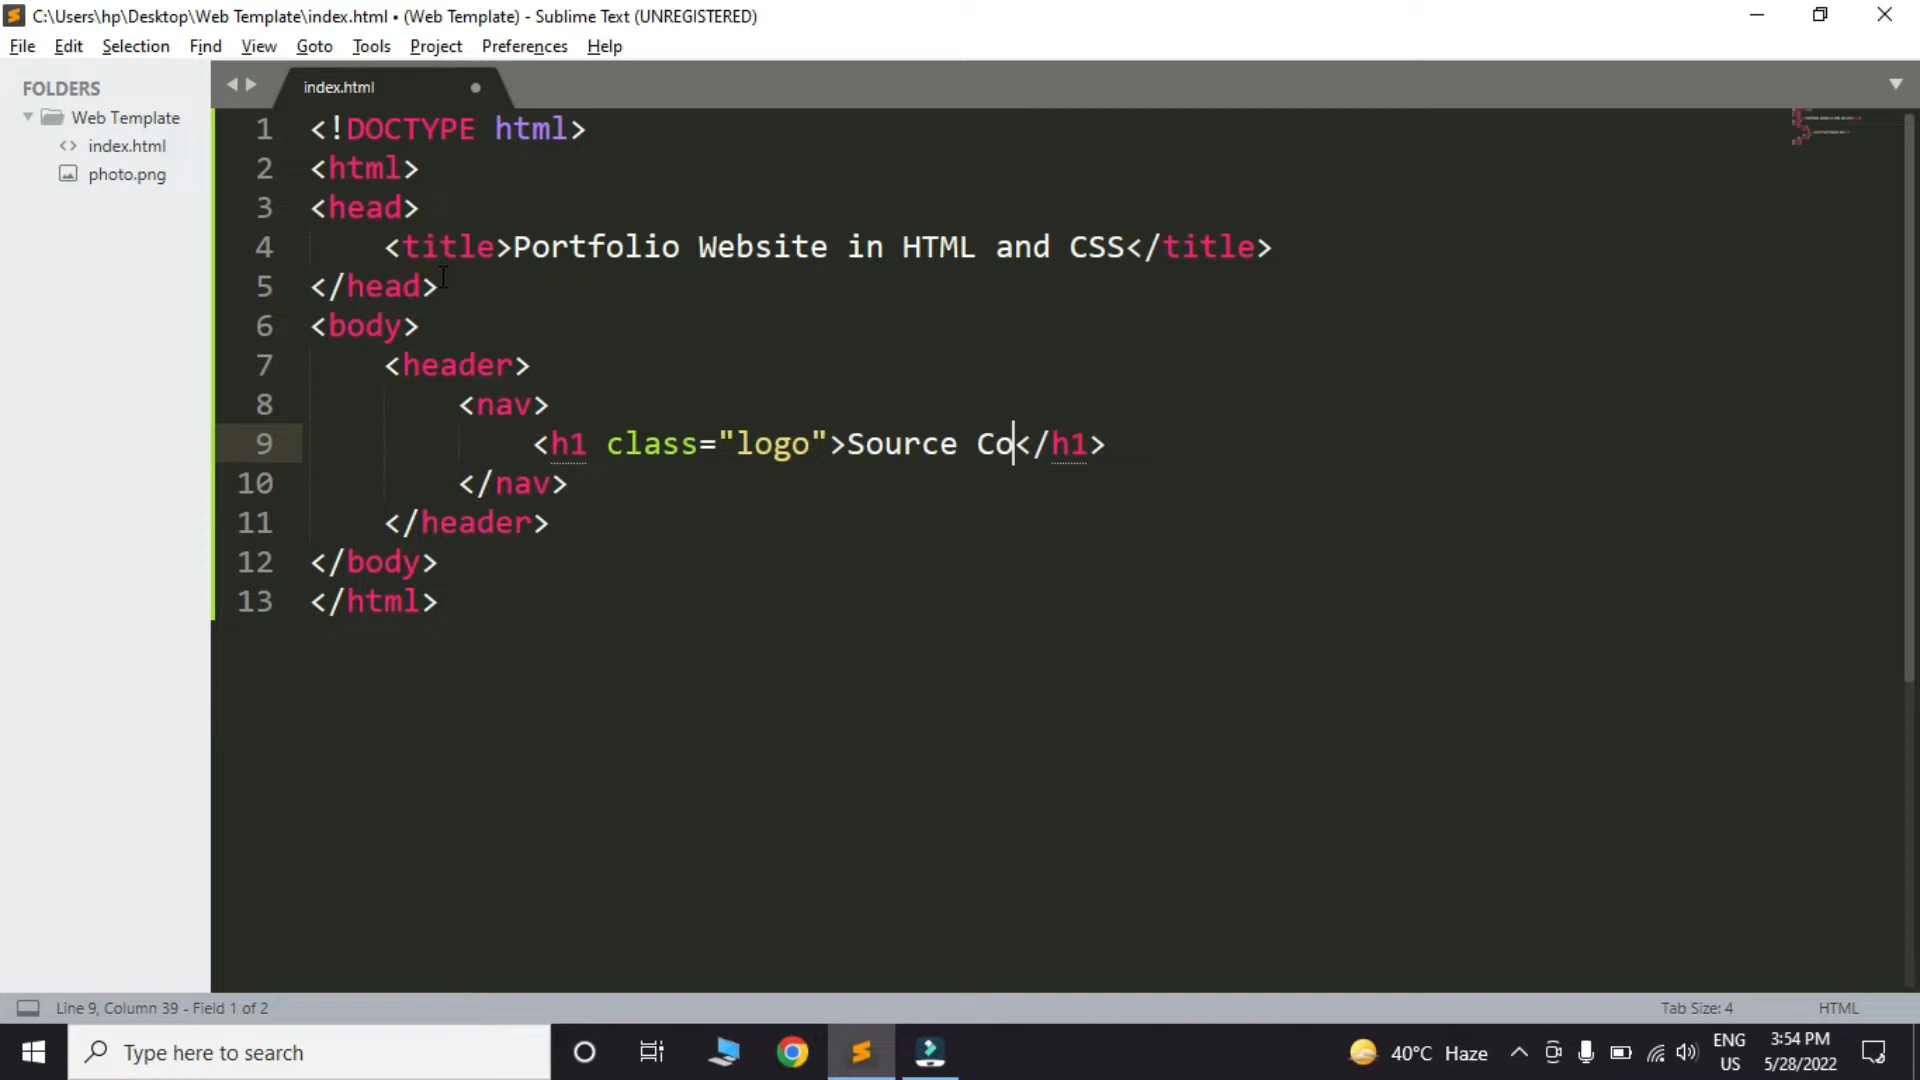 C:\Users\hp\Desktop\Web Template\index.html • (Web Template) - Sublime Text (UNREGISTERED)
File Edit Selection Find View Goto Tools Project Preferences Help
FOLDERS
Web Template
index.html
photo.png
index.html
1 <!DOCTYPE html>
2 <html>
3 <head>
4 <title>Portfolio Website in HTML and CSS</title>
5 </head>
6 <body>
7 <header>
8 <nav>
9 <h1 class="logo">Source Co</h1>
10 </nav>
11 </header>
12 </body>
13 </html>
Line 9, Column 39 - Field 1 of 2
Tab Size: 4
HTML
Type here to search
40°C Haze
ENG
US
3:54 PM
5/28/2022